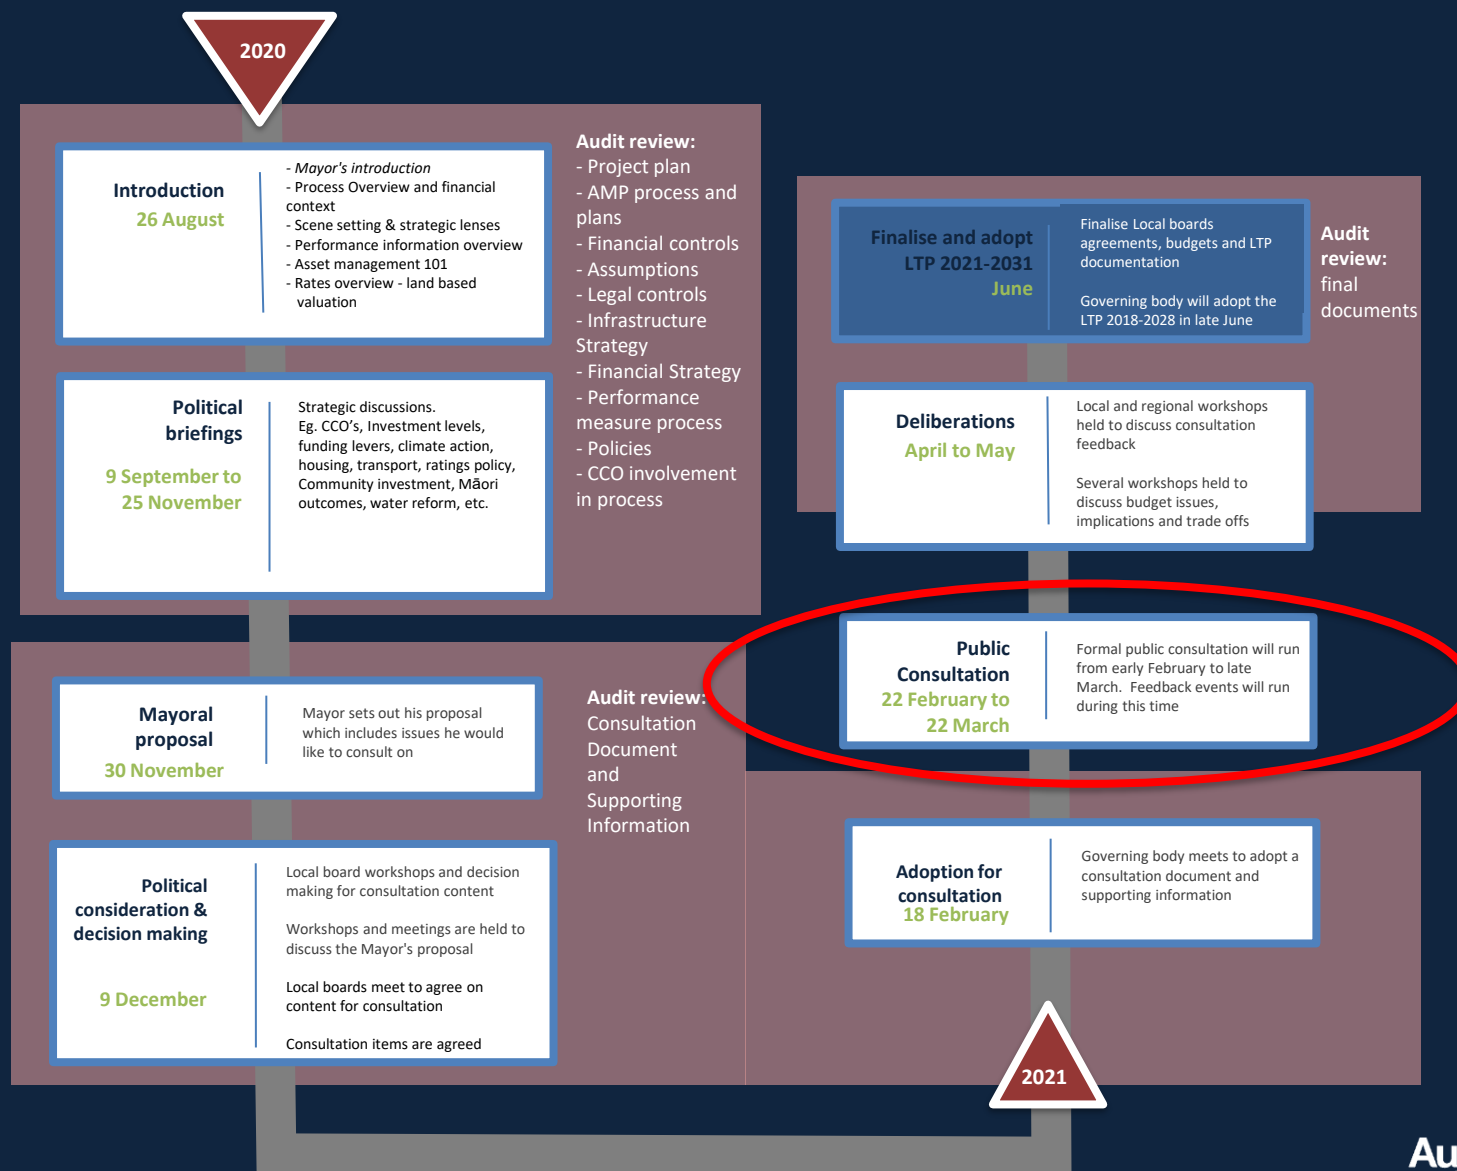 2020
Introduction
26 August
- Mayor's introduction
- Process Overview and financial
context
- Scene setting & strategic lenses
- Performance information overview
- Asset management 101
- Rates overview - land based
valuation
Audit review:
- Project plan
- AMP process and
plans
- Financial controls
- Assumptions
- Legal controls
- Infrastructure
Strategy
- Financial Strategy
- Performance
measure process
- Policies
- CCO involvement
in process
Political
briefings
9 September to
25 November
Strategic discussions.
Eg. CCO's, Investment levels,
funding levers, climate action,
housing, transport, ratings policy,
Community investment, Māori
outcomes, water reform, etc.
Mayoral
proposal
30 November
Mayor sets out his proposal
which includes issues he would
like to consult on
Audit review:
Consultation
Document
and
Supporting
Information
Political
consideration &
decision making
9 December
Local board workshops and decision
making for consultation content
Workshops and meetings are held to
discuss the Mayor's proposal
Local boards meet to agree on
content for consultation
Consultation items are agreed
Finalise and adopt
LTP 2021-2031
June
Finalise Local boards
agreements, budgets and LTP
documentation
Governing body will adopt the
LTP 2018-2028 in late June
Audit
review:
final
documents
Deliberations
April to May
Local and regional workshops
held to discuss consultation
feedback
Several workshops held to
discuss budget issues,
implications and trade offs
Public
Consultation
22 February to
22 March
Formal public consultation will run
from early February to late
March.  Feedback events will run
during this time
Adoption for
consultation
18 February
Governing body meets to adopt a
consultation document and
supporting information
2021
Au